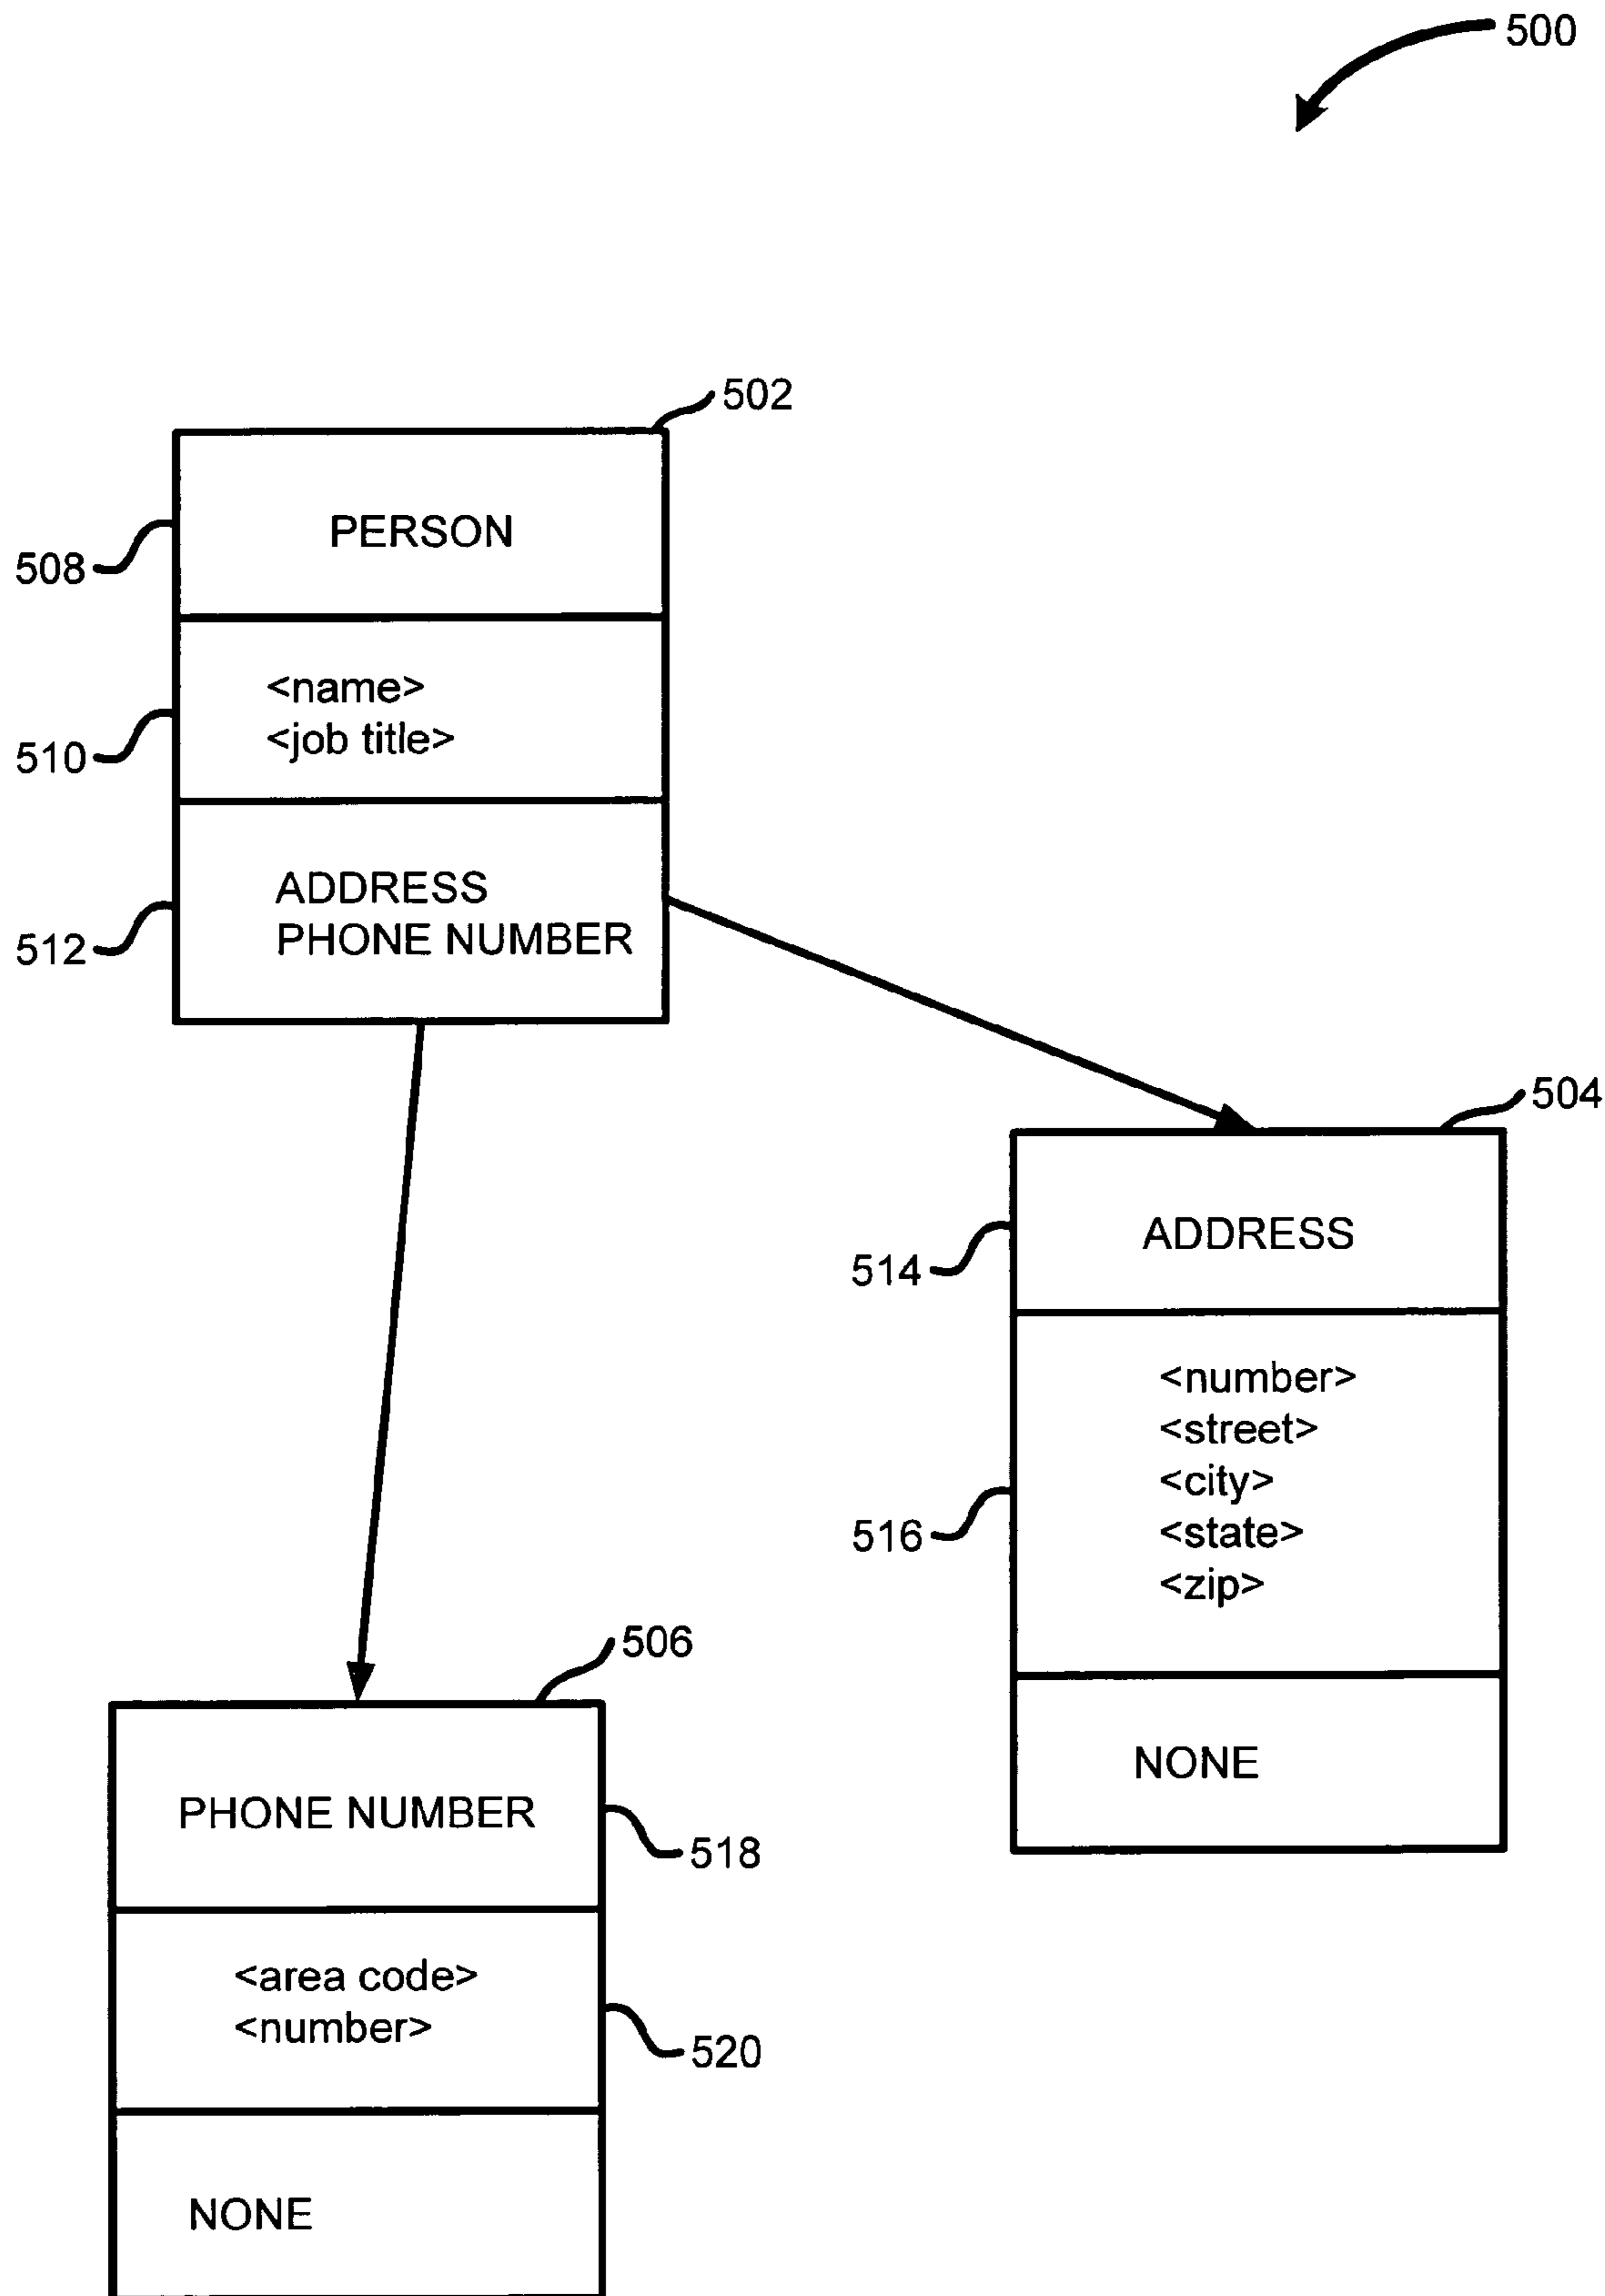 500
502
PERSON
508
<name>
<job title>
510
ADDRESS
PHONE NUMBER
512
504
ADDRESS
514
<number>
<street>
<city>
<state>
<zip>
516
NONE
506
PHONE NUMBER
518
<area code>
<number>
520
NONE